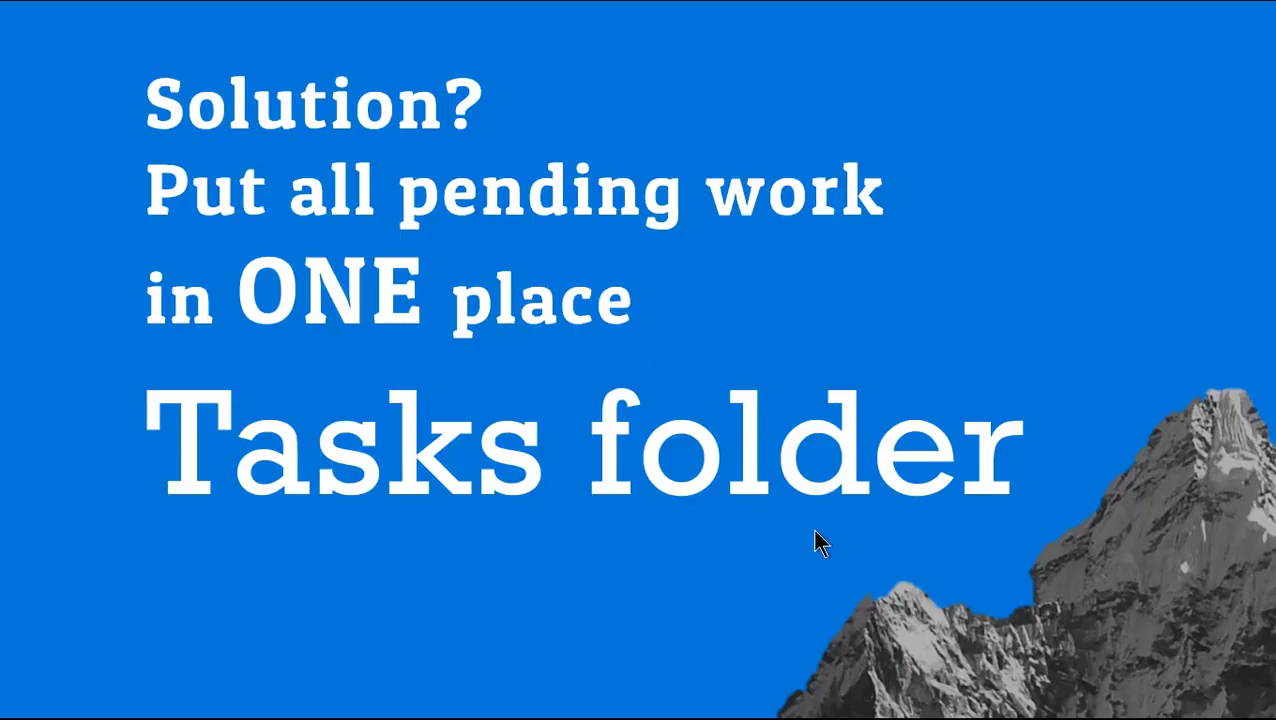 Solution?
Put all pending work
in ONE place
Tasks folder